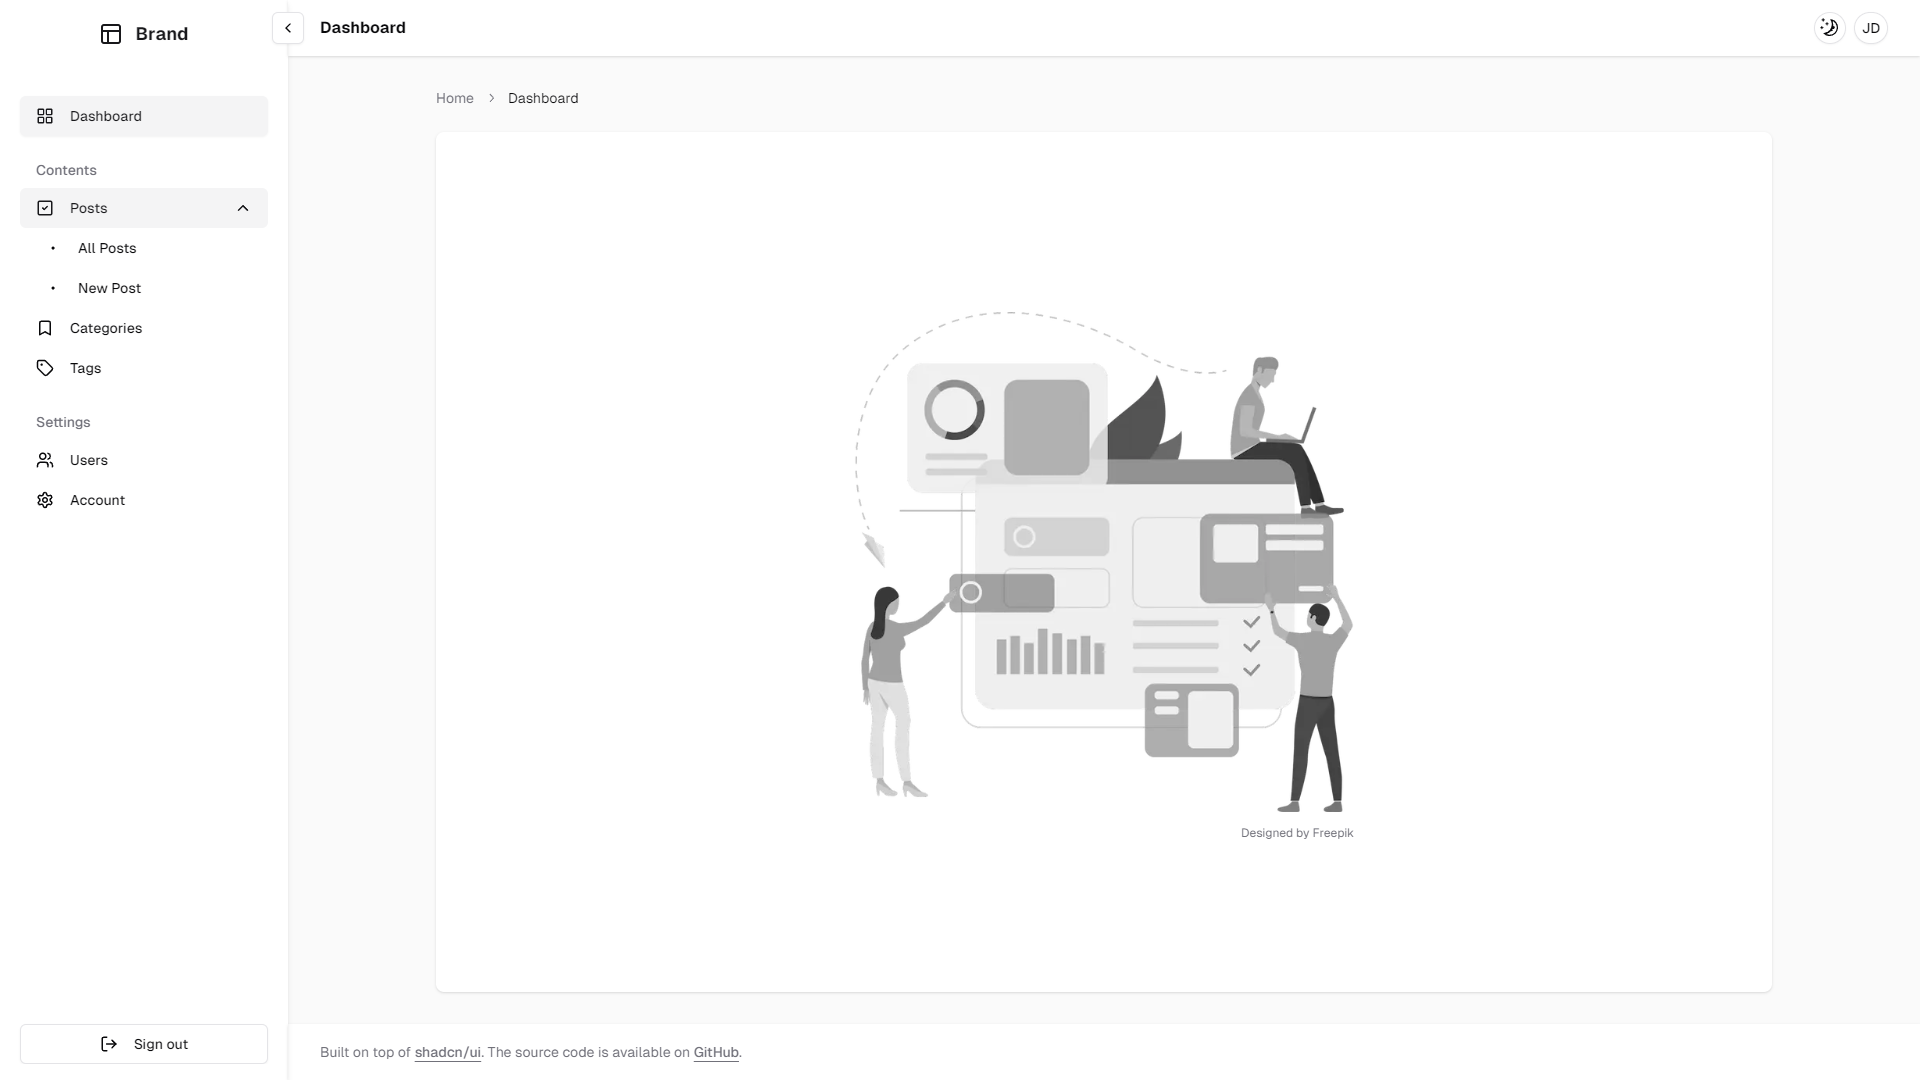 Brand
Dashboard
JD
Dashboard
Home
Dashboard
Contents
Posts
All Posts
New Post
Categories
Tags
Settings
Users
Account
Designed by Freepik
Sign out
Built on top of shadcn/ui. The source code is available on GitHub.